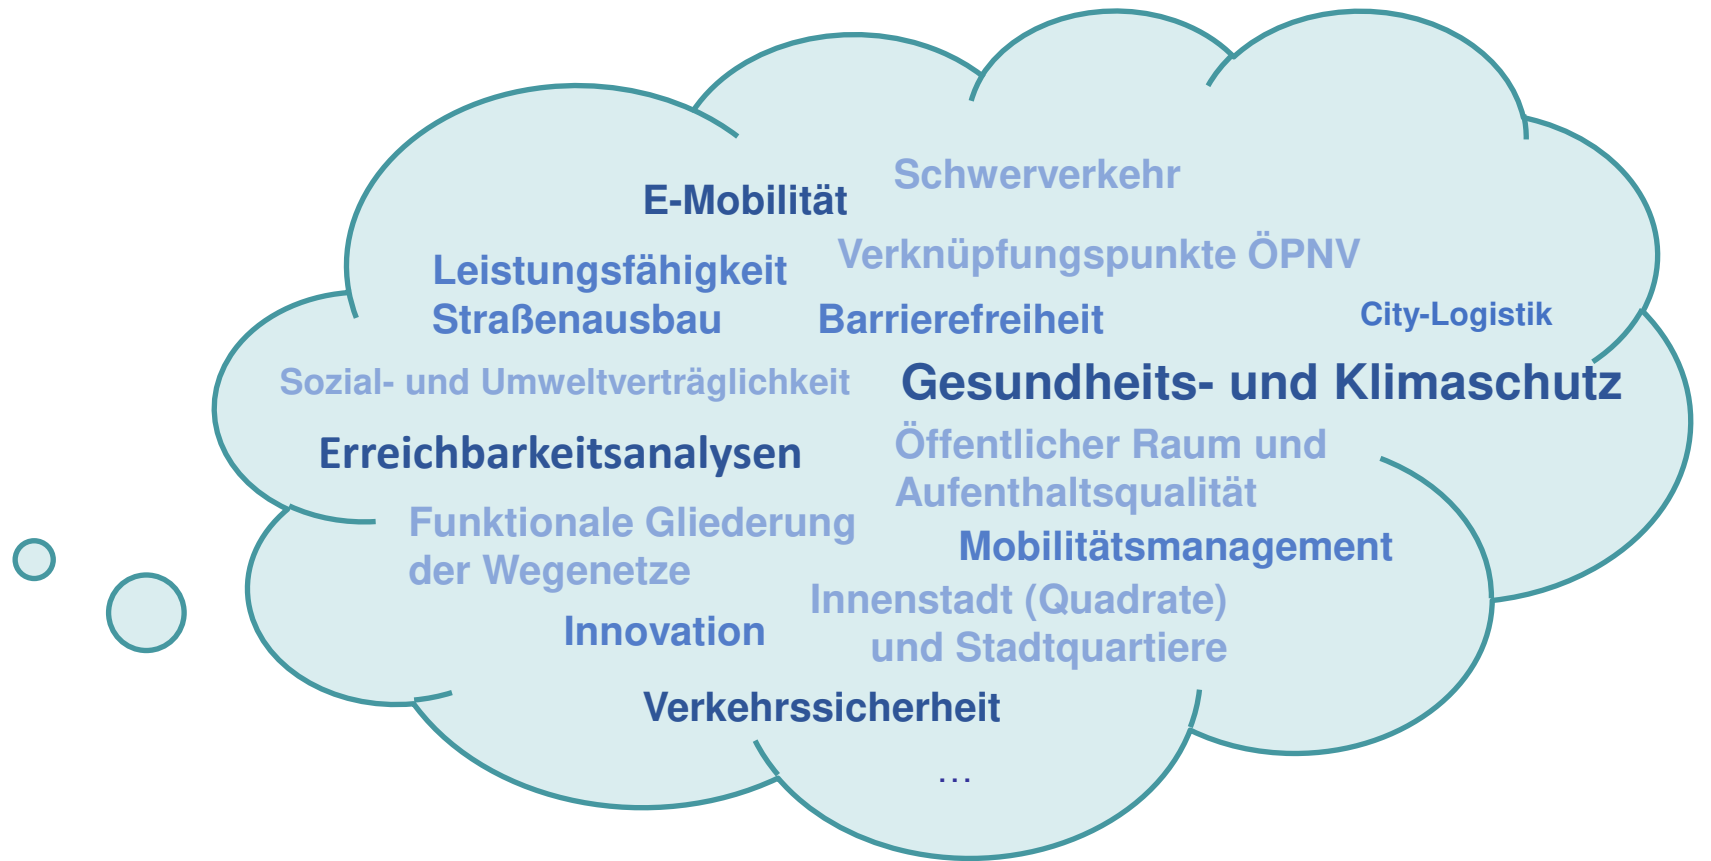 Schwerverkehr
E-Mobilität
Verknüpfungspunkte ÖPNV
Leistungsfähigkeit
Straßenausbau
Barrierefreiheit
City-Logistik
Sozial- und Umweltverträglichkeit
Gesundheits- und Klimaschutz
Erreichbarkeitsanalysen
Öffentlicher Raum und
Aufenthaltsqualität
Funktionale Gliederung
der Wegenetze
Mobilitätsmanagement
Innenstadt (Quadrate)
und Stadtquartiere
Innovation
Verkehrssicherheit
...